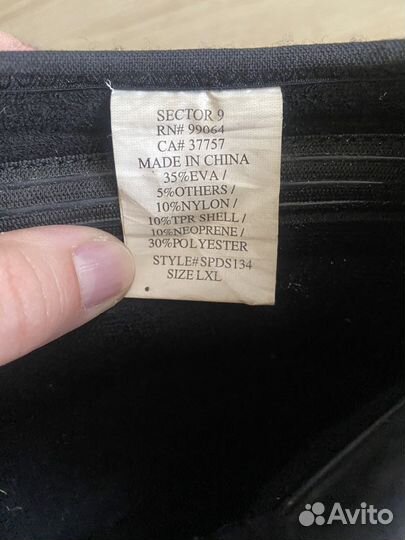 SECTOR 9
RN# 99064
CA# 37757
MADE IN CHINA
35%EVA /
5%OTHERS /
10%NYLON /
10%TPR SHELL /
10%NEOPRENE /
30%POLYESTER
STYLE#SPDS134
SIZE LXL
Avito